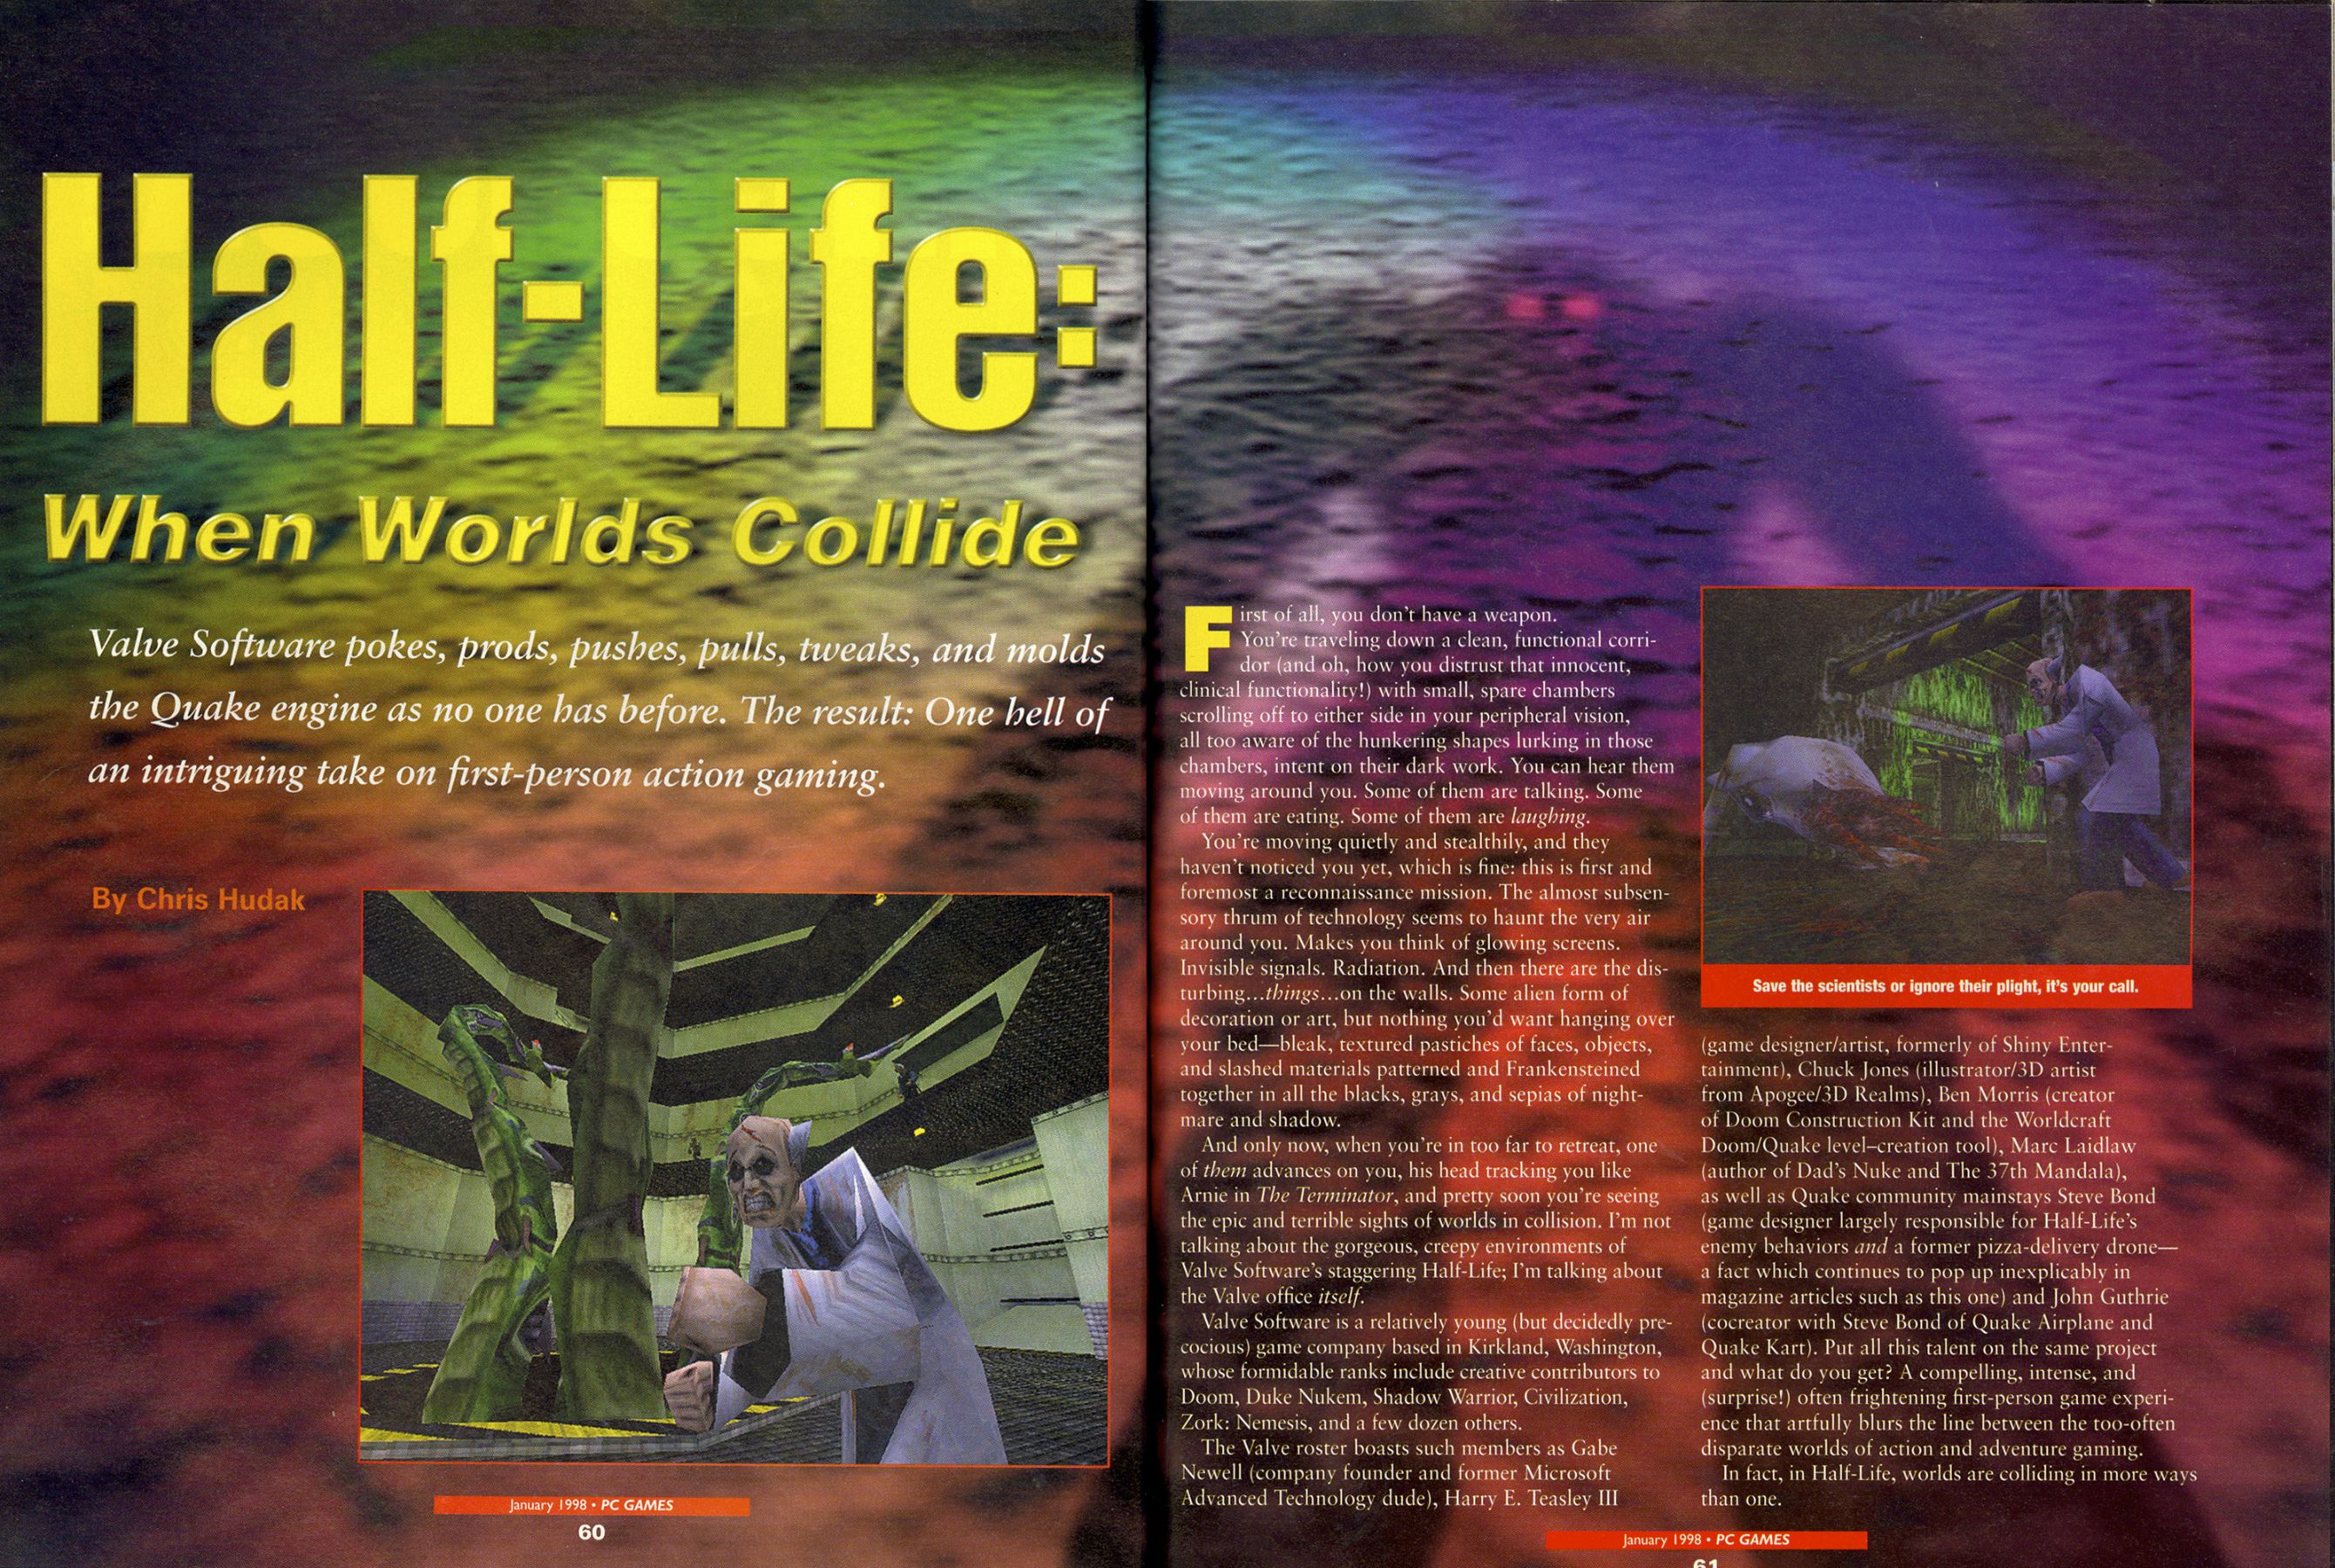 Half-Life:
When Worlds Collide
Valve Software pokes, prods, pushes, pulls, tweaks, and molds
the Quake engine as no one has before. The result: One hell of
an intriguing take on first-person action gaming.
By Chris Hudak
January 1998 • PC GAMES
60
First of all, you don't have a weapon.
You're traveling down a clean, functional corri-
dor (and oh, how you distrust that innocent,
clinical functionality!) with small, spare chambers
scrolling off to either side in your peripheral vision,
all too aware of the hunkering shapes lurking in those
chambers, intent on their dark work. You can hear them
moving around you. Some of them are talking. Some
of them are eating. Some of them are laughing.
You're moving quietly and stealthily, and they
haven't noticed you yet, which is fine: this is first and
foremost a reconnaissance mission. The almost subsen-
sory thrum of technology seems to haunt the very air
around you. Makes you think of glowing screens.
Invisible signals. Radiation. And then there are the dis-
turbing...things...on the walls. Some alien form of
decoration or art, but nothing you'd want hanging over
your bed—bleak, textured pastiches of faces, objects,
and slashed materials patterned and Frankensteined
together in all the blacks, grays, and sepias of night-
mare and shadow.
And only now, when you're in too far to retreat, one
of them advances on you, his head tracking you like
Arnie in The Terminator, and pretty soon you're seeing
the epic and terrible sights of worlds in collision. I'm not
talking about the gorgeous, creepy environments of
Valve Software's staggering Half-Life; I'm talking about
the Valve office itself.
Valve Software is a relatively young (but decidedly pre-
cocious) game company based in Kirkland, Washington,
whose formidable ranks include creative contributors to
Doom, Duke Nukem, Shadow Warrior, Civilization,
Zork: Nemesis, and a few dozen others.
The Valve roster boasts such members as Gabe
Newell (company founder and former Microsoft
Advanced Technology dude), Harry E. Teasley III
Save the scientists or ignore their plight, it's your call.
(game designer/artist, formerly of Shiny Enter-
tainment), Chuck Jones (illustrator/3D artist
from Apogee/3D Realms), Ben Morris (creator
of Doom Construction Kit and the Worldcraft
Doom/Quake level–creation tool), Marc Laidlaw
(author of Dad's Nuke and The 37th Mandala),
as well as Quake community mainstays Steve Bond
(game designer largely responsible for Half-Life's
enemy behaviors and a former pizza-delivery drone—
a fact which continues to pop up inexplicably in
magazine articles such as this one) and John Guthrie
(cocreator with Steve Bond of Quake Airplane and
Quake Kart). Put all this talent on the same project
and what do you get? A compelling, intense, and
(surprise!) often frightening first-person game experi-
ence that artfully blurs the line between the too-often
disparate worlds of action and adventure gaming.
In fact, in Half-Life, worlds are colliding in more ways
than one.
January 1998 • PC GAMES
61